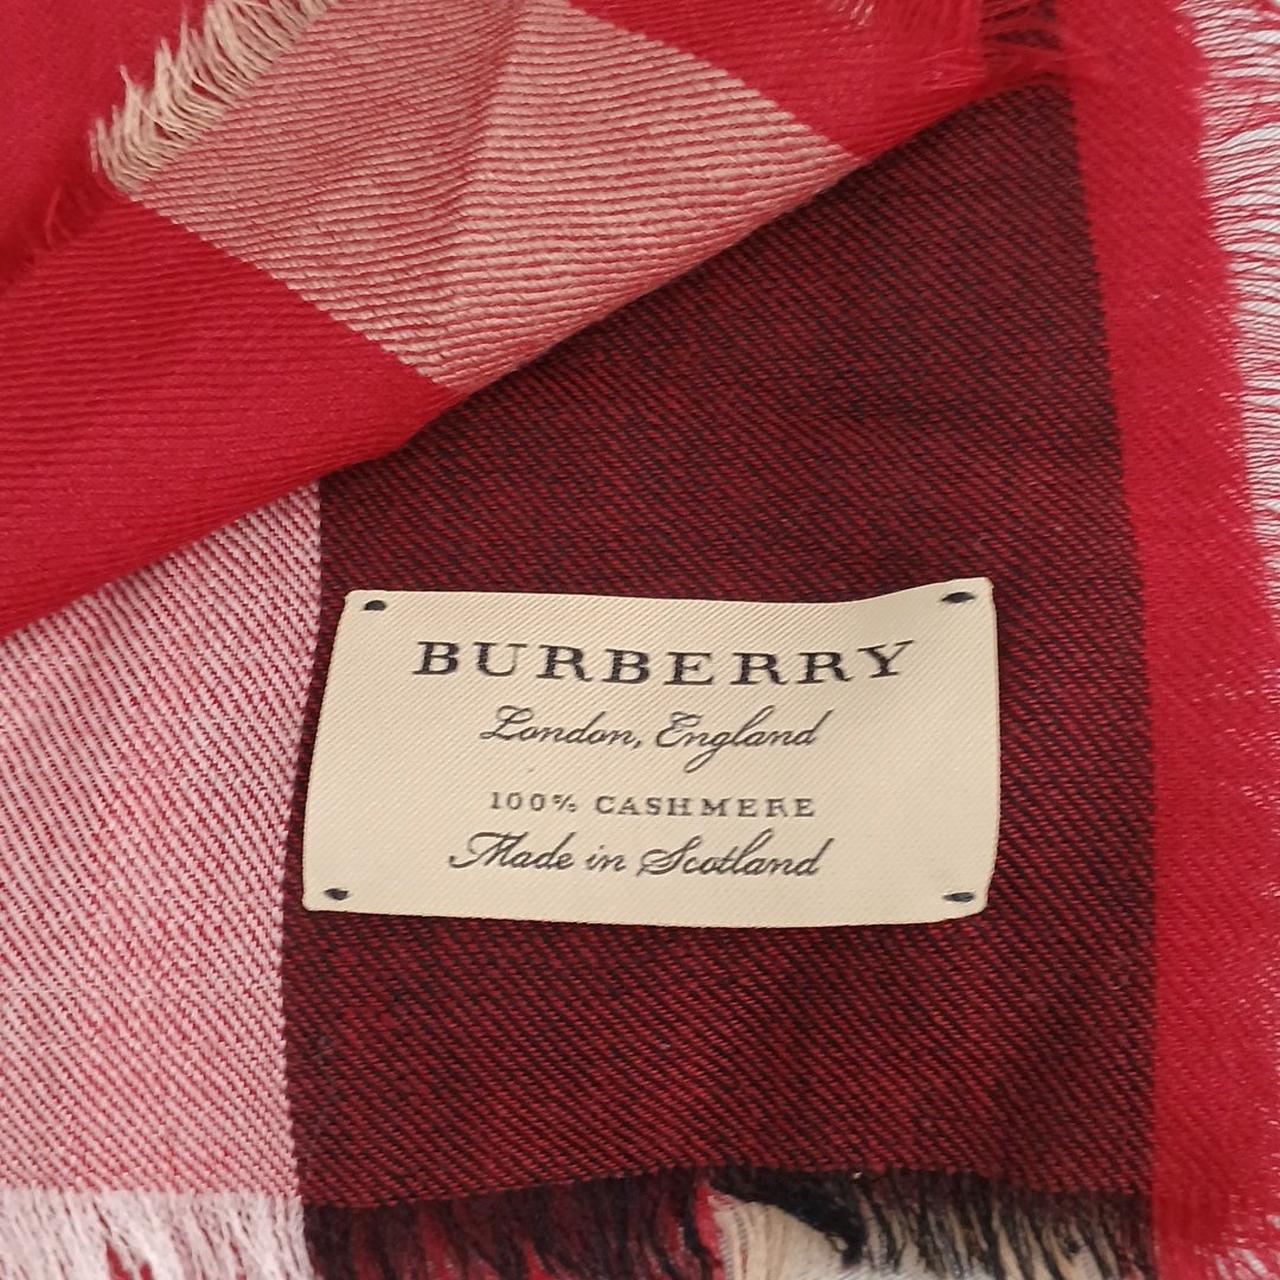 BURBERRY
London, England
100% CASHMERE
Made in Scotland